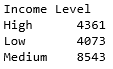 Income Level
High 4361
Low 4073
Medium 8543